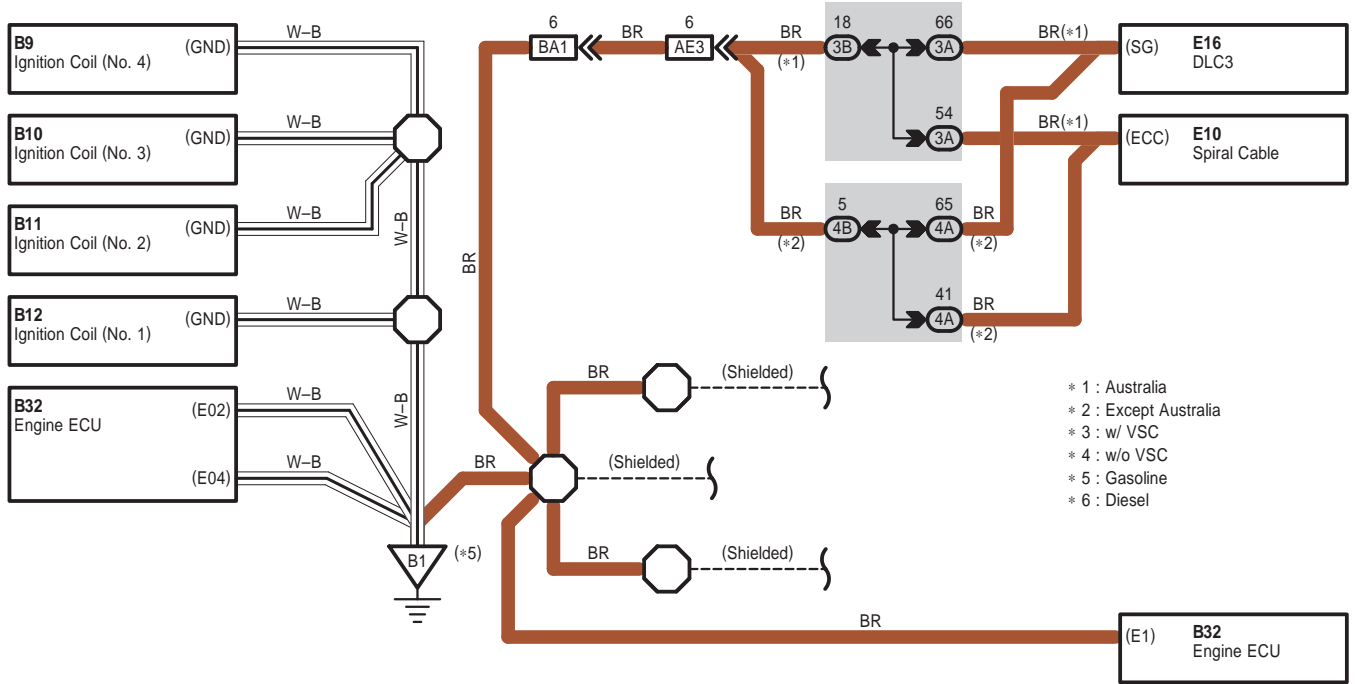 B9
Ignition Coil (No. 4)
(GND)
W–B
B10
Ignition Coil (No. 3)
(GND)
W–B
B11
Ignition Coil (No. 2)
(GND)
W–B
W–B
B12
Ignition Coil (No. 1)
(GND)
W–B
B32
Engine ECU
(E02)
(E04)
W–B
W–B
W–B
B1
(*5)
BR
BR
6
BA1
BR
6
AE3
BR
(*1)
18
3B
66
3A
54
3A
BR(*1)
BR(*1)
(SG)
E16
DLC3
(ECC)
E10
Spiral Cable
BR
(*2)
5
4B
65
4A
BR
(*2)
41
4A
BR
(*2)
BR
(Shielded)
(Shielded)
BR
(Shielded)
* 1 : Australia
* 2 : Except Australia
* 3 : w/ VSC
* 4 : w/o VSC
* 5 : Gasoline
* 6 : Diesel
BR
(E1)
B32
Engine ECU